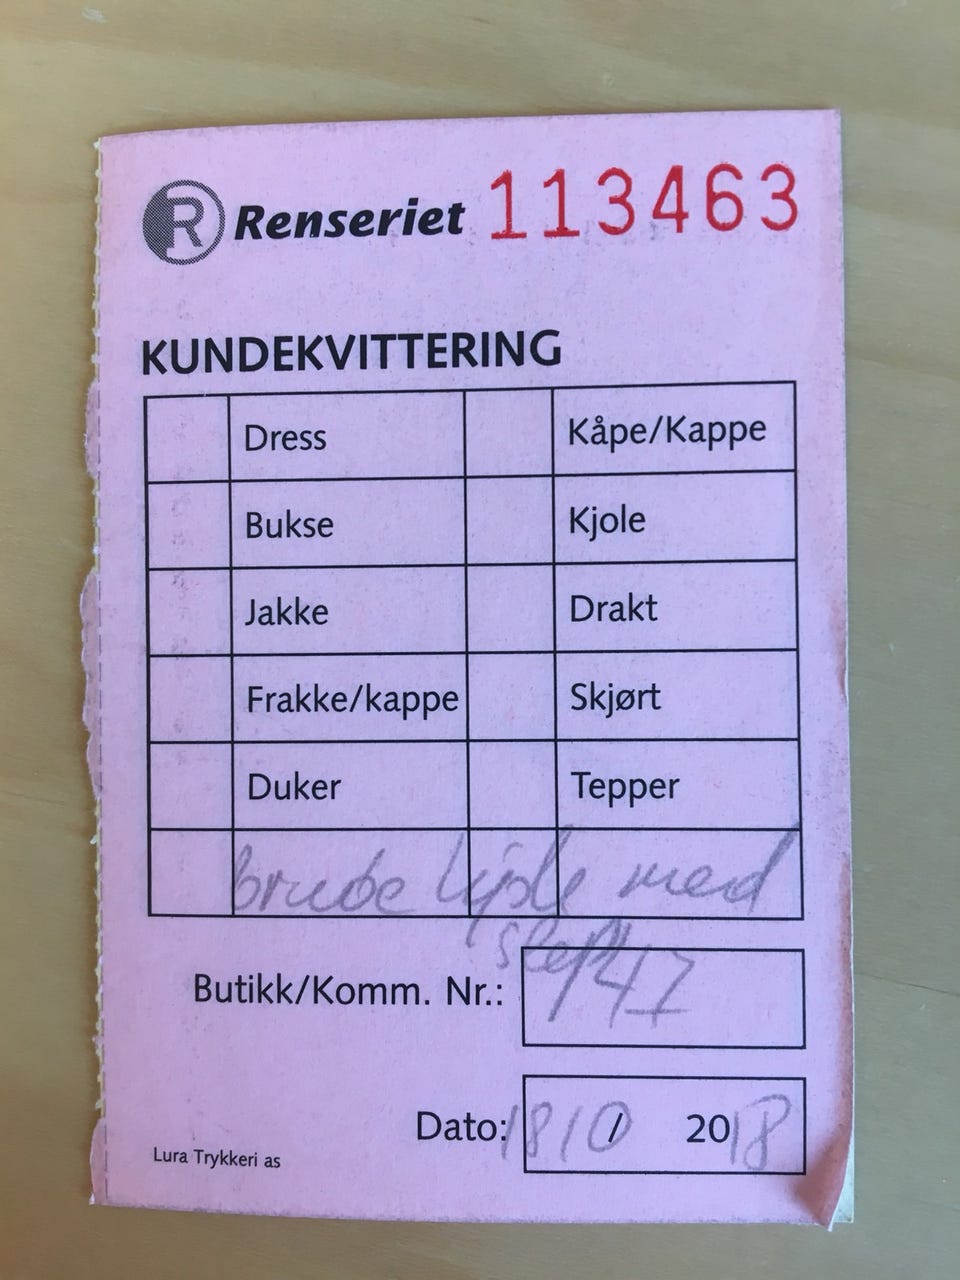 R Renseriet 113463
KUNDEKVITTERING
Dress Kåpe/Kappe
Bukse Kjole
Jakke Drakt
Frakke/kappe Skjørt
Duker Tepper
brude kjole med
slep
Butikk/Komm. Nr.: 147
Dato: 18/10 2018
Lura Trykkeri as